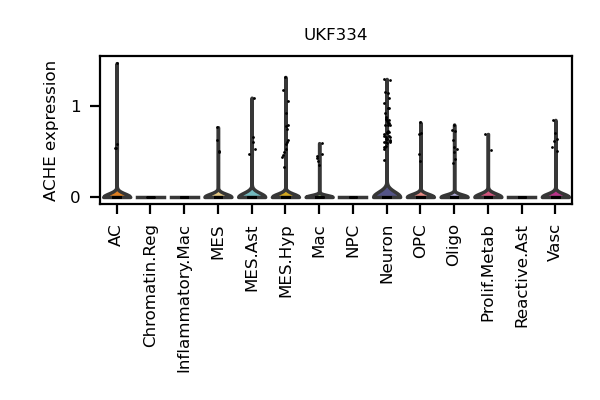 UKF334
ACHE expression
1
0
AC
Chromatin.Reg
Inflammatory.Mac
MES
MES.Ast
MES.Hyp
Mac
NPC
Neuron
OPC
Oligo
Prolif.Metab
Reactive.Ast
Vasc